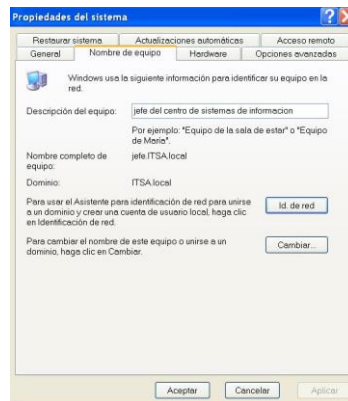 Propiedades del sistema
Restaurar sistema
Actualizaciones automáticas
Acceso remoto
General
Nombre de equipo
Hardware
Opciones avanzadas
Windows usa la siguiente información para identificar su equipo en la
red.
Descripción del equipo:
jefe del centro de sistemas de informacion
Por ejemplo: "Equipo de la sala
de estar" o "Equipo
de María".
Nombre completo de
equipo:
jefe.ITSA.local
Dominio:
ITSA.local
Para usar el Asistente para identificación de red para unirse
a un dominio y crear una cuenta de usuario local, haga clic
en Identificación de red.
Id. de red
Para cambiar el nombre de este equipo o unirse a un
dominio, haga clic en Cambiar.
Cambiar...
Aceptar
Cancelar
Aplicar